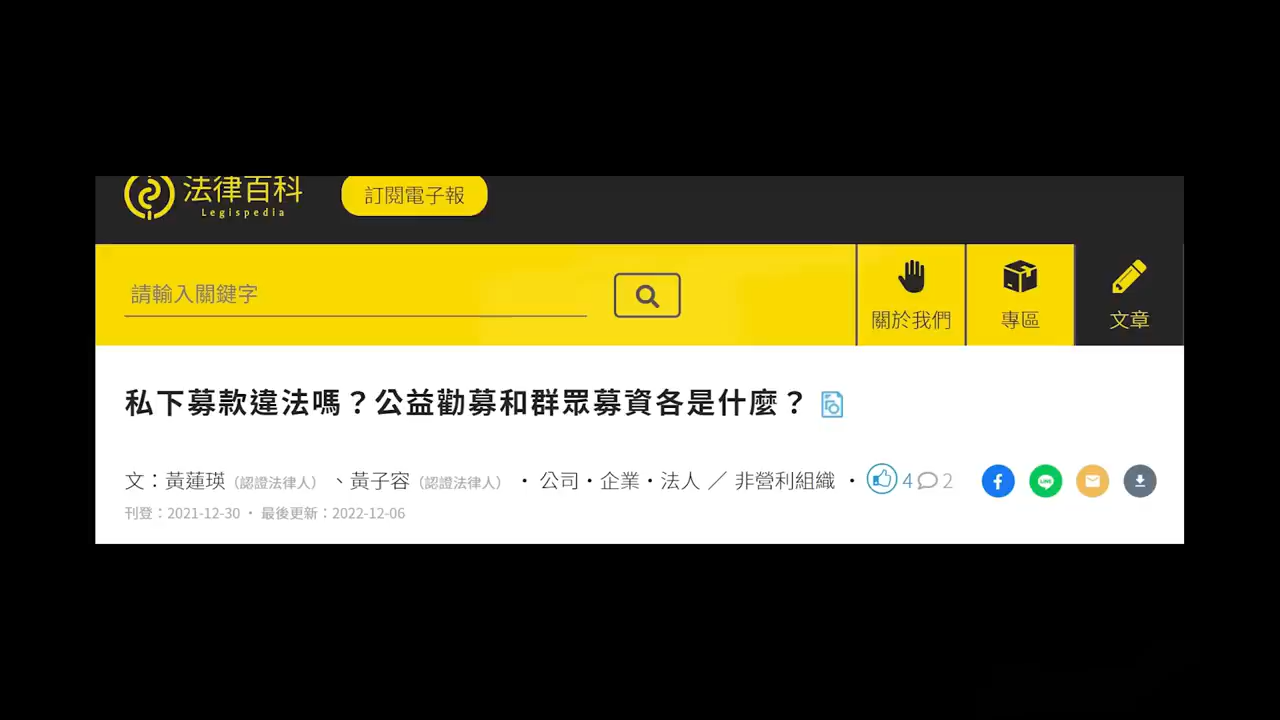 法律百科
Legispedia
訂閱電子報
請輸入關鍵字
關於我們
專區
文章
私下募款違法嗎？公益勸募和群眾募資各是什麼？
文：黃蓮瑛（認證法律人）、黃子容（認證法律人）・公司・企業・法人／非營利組織・4 2
刊登：2021-12-30・最後更新：2022-12-06